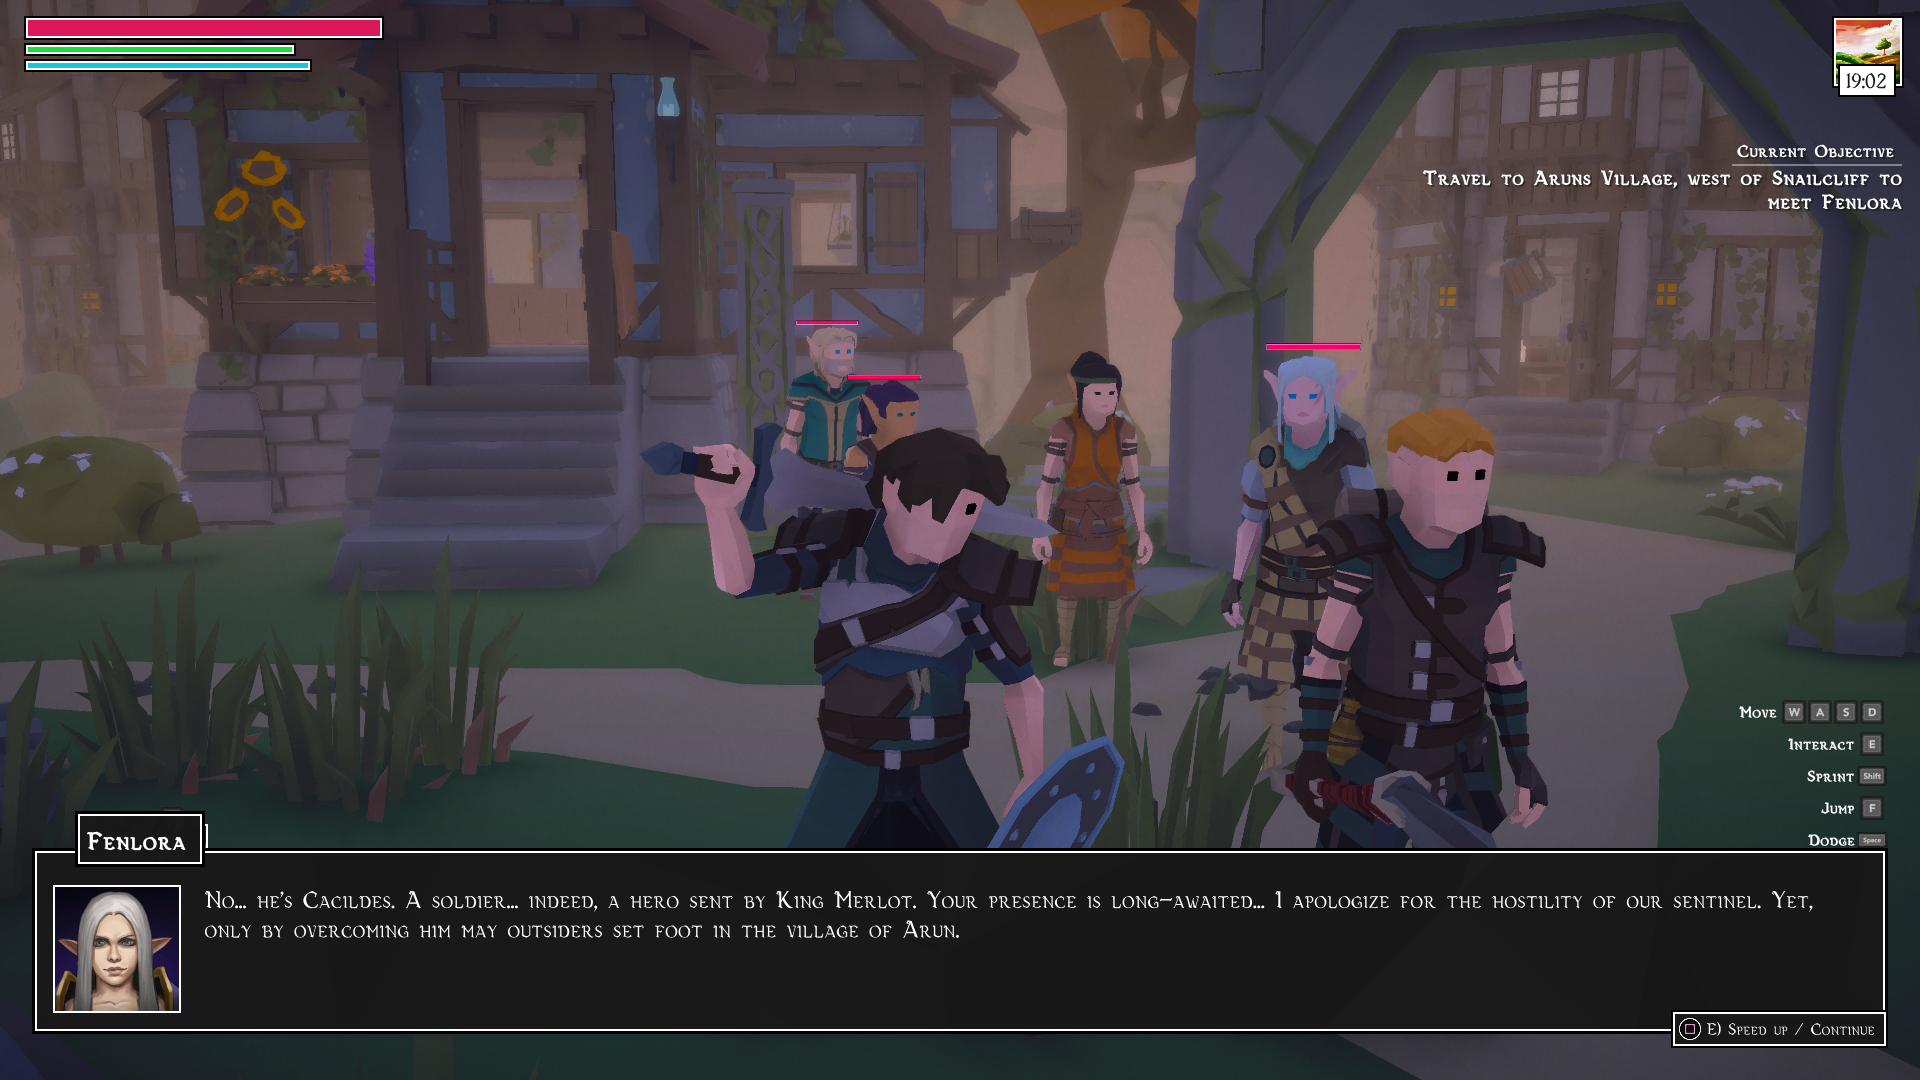 19:02
Current Objective
Travel to Aruns Village, west of Snailcliff to
meet Fenlora
Move W A S D
Interact E
Sprint Shift
Jump F
Dodge Space
Fenlora
No... he's Cacildes. A soldier... indeed, a hero sent by King Merlot. Your presence is long-awaited... I apologize for the hostility of our sentinel. Yet,
only by overcoming him may outsiders set foot in the village of Arun.
E) Speed up / Continue